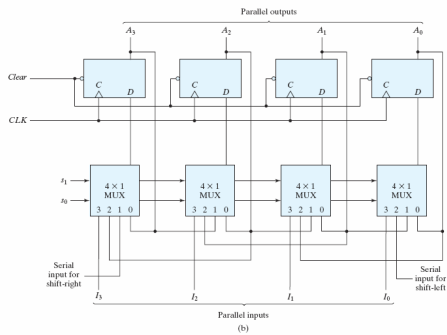 Parallel outputs
A3 A2 A1 A0
Clear
C D C D C D C D
CLK
s1
s0
4 × 1 MUX 4 × 1 MUX 4 × 1 MUX 4 × 1 MUX
3 2 1 0 3 2 1 0 3 2 1 0 3 2 1 0
Serial input for shift-right
Serial input for shift-left
I3 I2 I1 I0
Parallel inputs
(b)